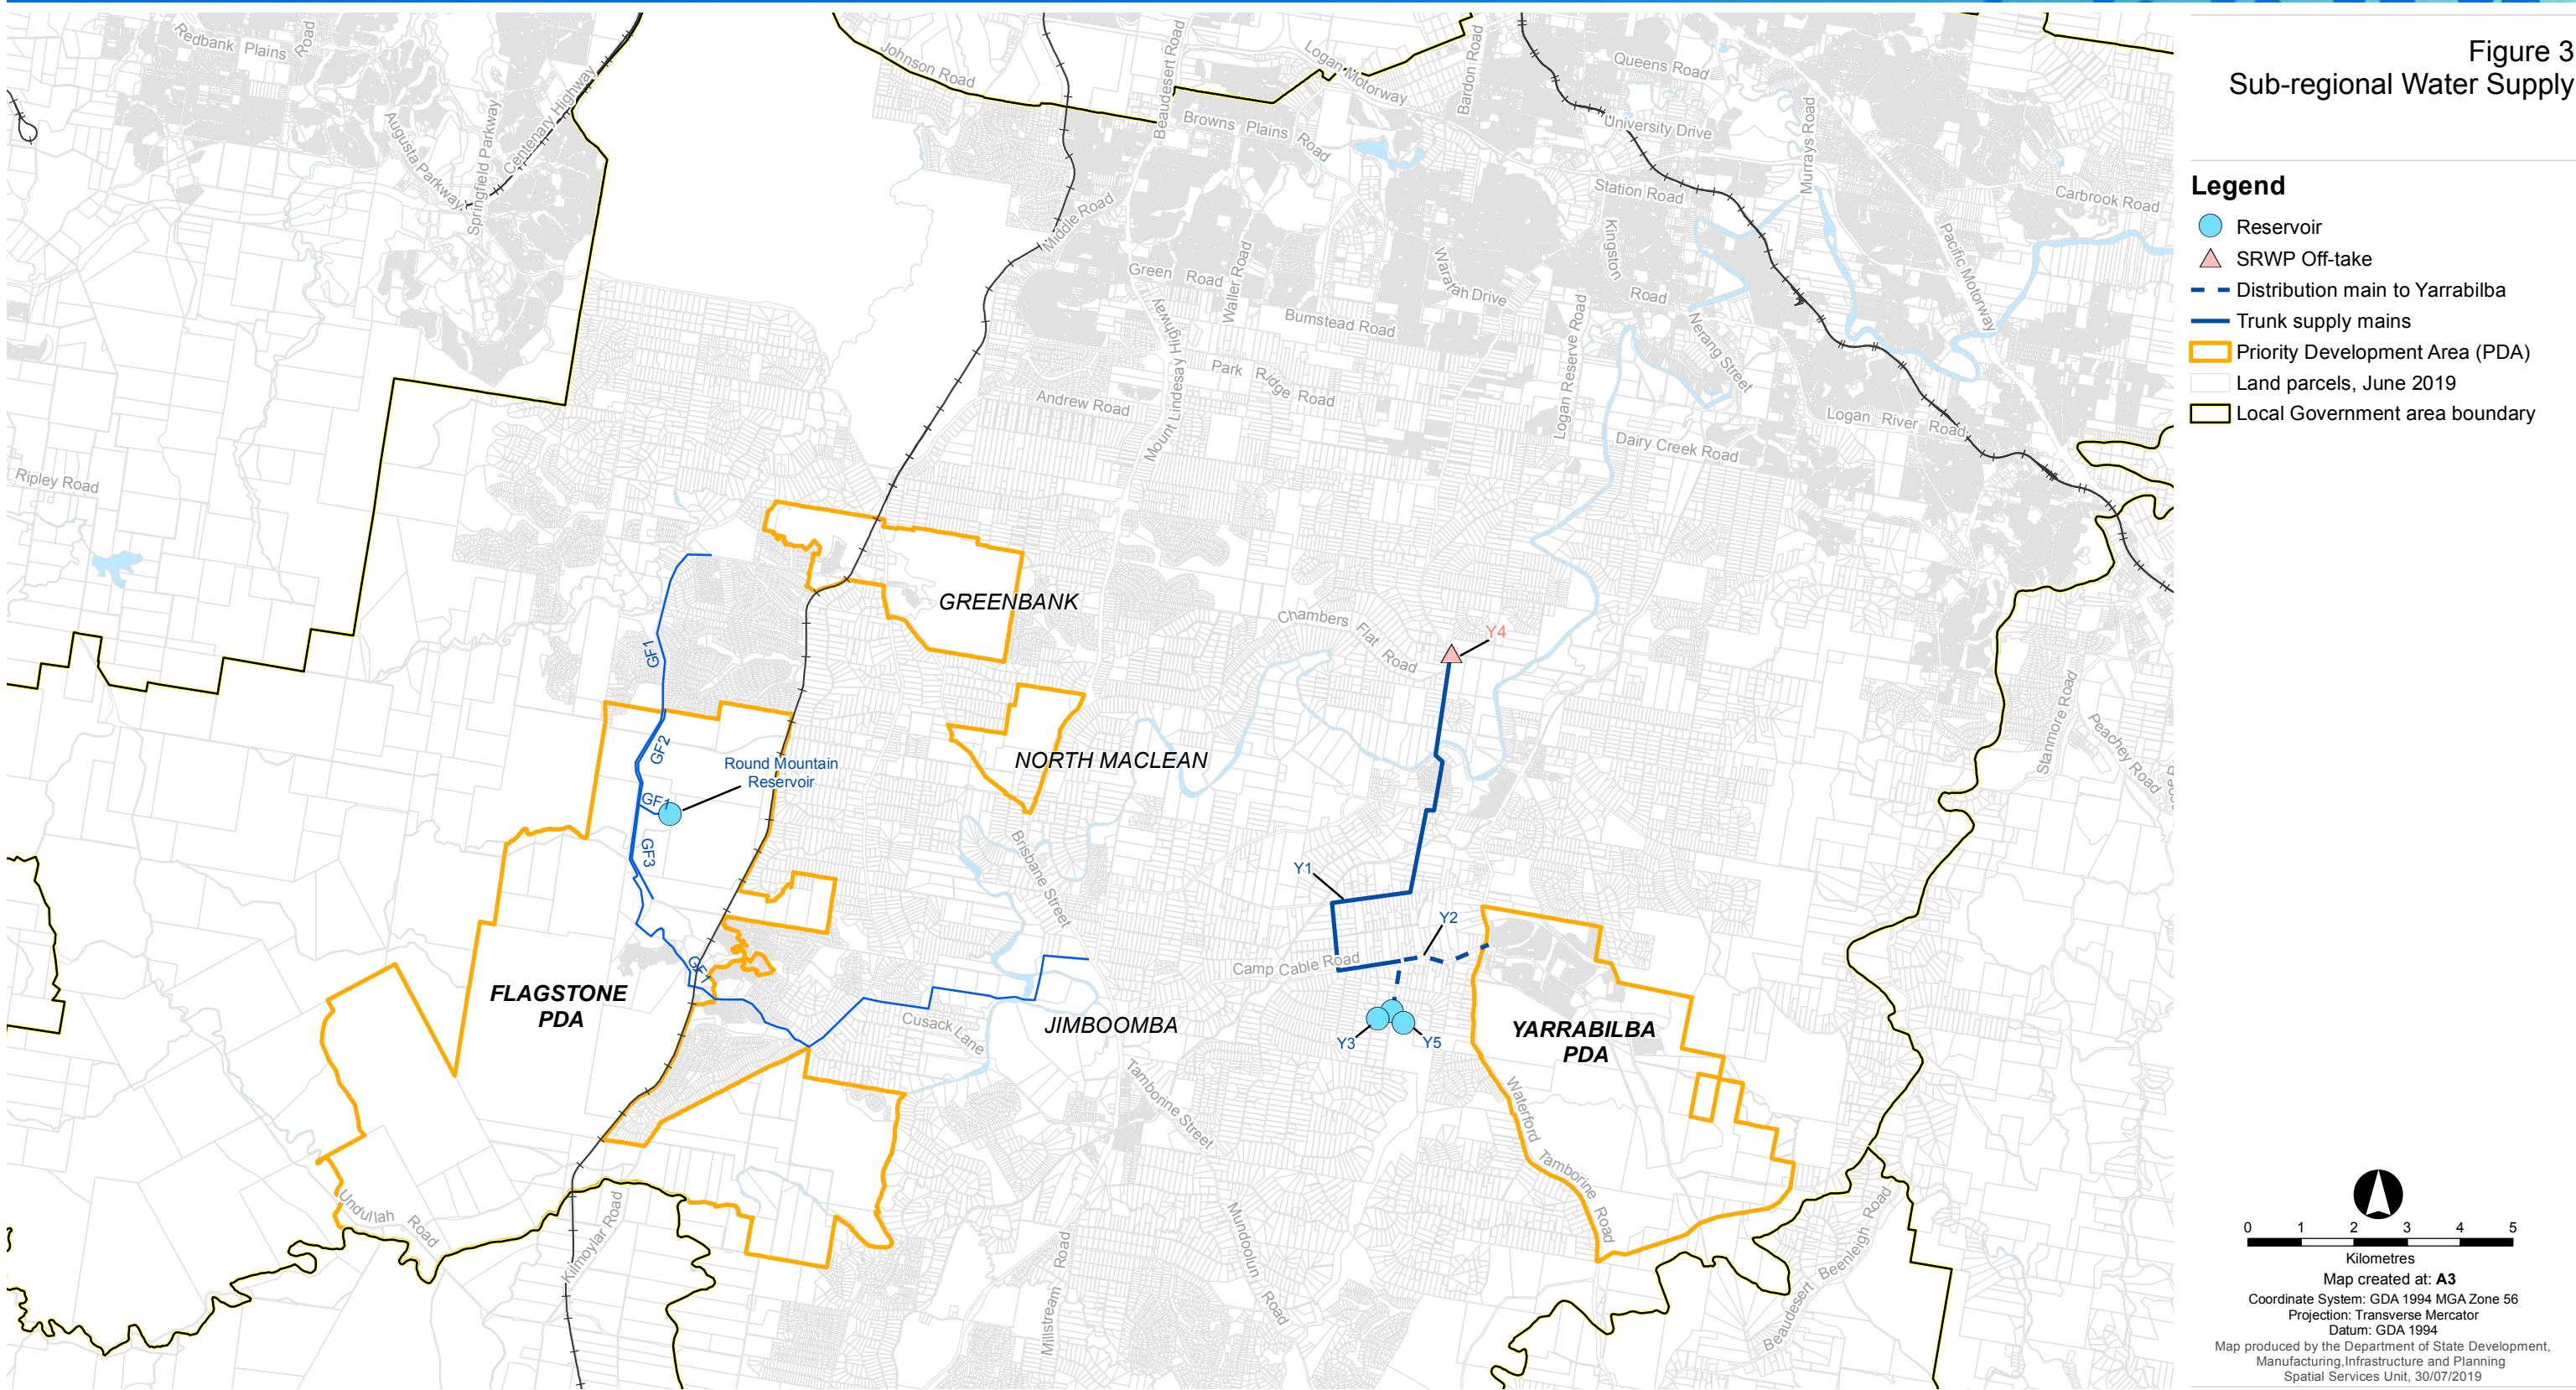 Figure 3
Sub-regional Water Supply
Legend
Reservoir
SRWP Off-take
Distribution main to Yarrabilba
Trunk supply mains
Priority Development Area (PDA)
Land parcels, June 2019
Local Government area boundary
Redbank Plains Road
Centenary Highway
Augusta Parkway
Springfield Parkway
Johnson Road
Beaudesert Road
Logan Motorway
Bardon Road
Queens Road
University Drive
Browns Plains Road
Murrays Road
Station Road
Carbrook Road
Middle Road
Pacific Motorway
Green Road
Waller Road
Waratah Drive
Kingston Road
Mount Lindesay Highway
Bumstead Road
Logan Reserve Road
Nerang Street
Park Ridge Road
Andrew Road
Logan River Road
Dairy Creek Road
Ripley Road
GREENBANK
Chambers Flat Road
Y4
GF1
GF2
Round Mountain
Reservoir
GF1
GF3
NORTH MACLEAN
Stanmore Road
Peachey Road
Brisbane Street
Y1
Y2
Camp Cable Road
FLAGSTONE
PDA
Cusack Lane
JIMBOOMBA
Y3
Y5
YARRABILBA
PDA
Tamborine Street
Waterford Tamborine Road
Undullah Road
Kilmoylar Road
Millstream Road
Mundoolun Road
Beaudesert Beenleigh Road
0 1 2 3 4 5
Kilometres
Map created at: A3
Coordinate System: GDA 1994 MGA Zone 56
Projection: Transverse Mercator
Datum: GDA 1994
Map produced by the Department of State Development,
Manufacturing,Infrastructure and Planning
Spatial Services Unit, 30/07/2019